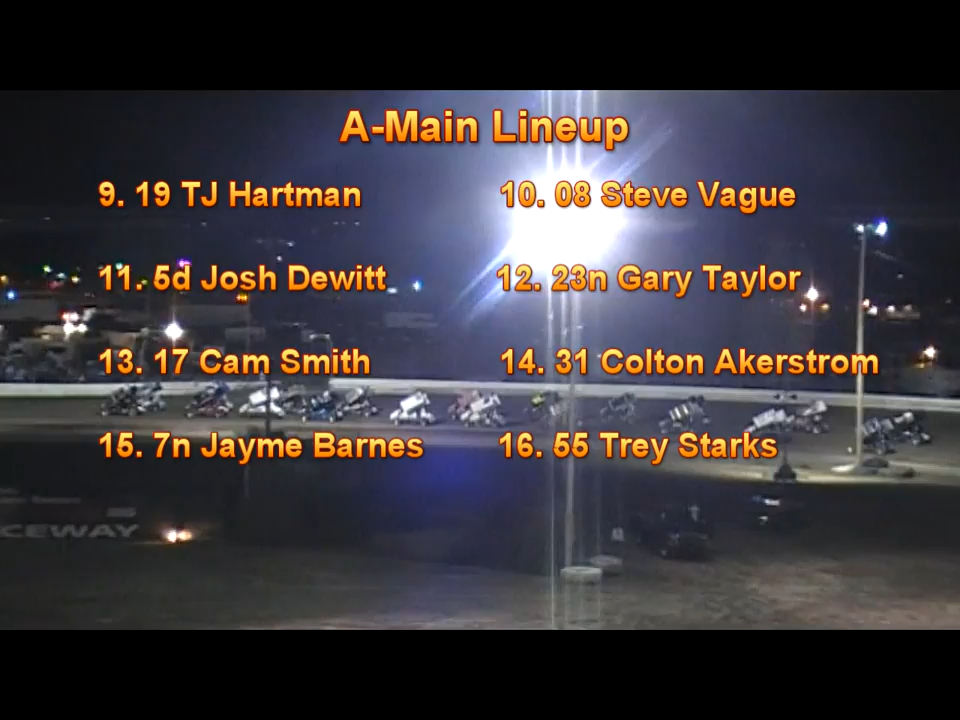 A-Main Lineup
9. 19 TJ Hartman 10. 08 Steve Vague
11. 5d Josh Dewitt 12. 23n Gary Taylor
13. 17 Cam Smith 14. 31 Colton Akerstrom
15. 7n Jayme Barnes 16. 55 Trey Starks
CEWAY